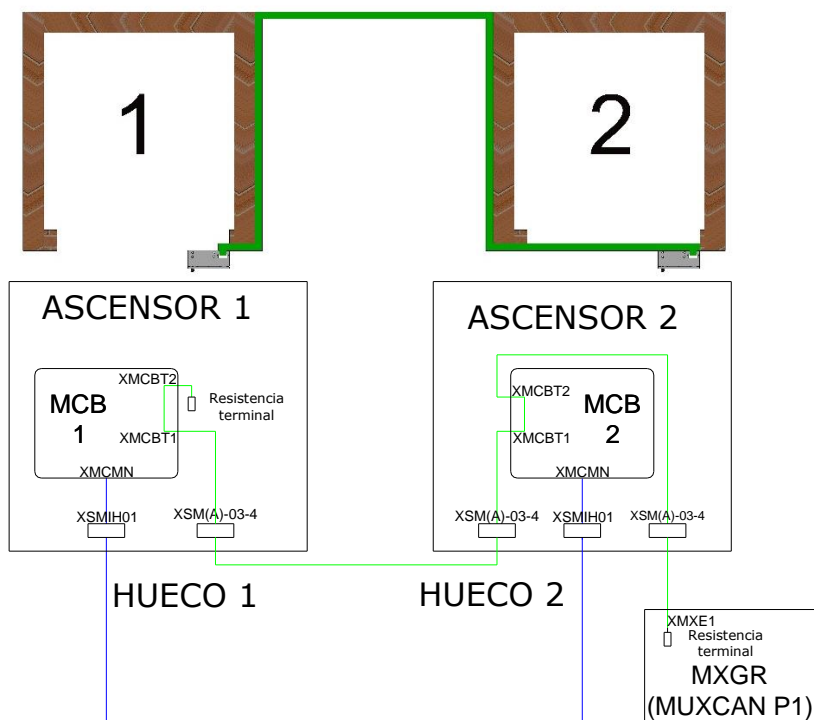 1
2
ASCENSOR 1
ASCENSOR 2
XMCBT2
MCB
1
Resistencia
terminal
XMCBT1
XMCMN
XSMIH01
XSM(A)-03-4
XMCBT2
MCB
2
XMCBT1
XMCMN
XSM(A)-03-4
XSMIH01
XSM(A)-03-4
HUECO 1
HUECO 2
XMXE1
Resistencia
terminal
MXGR
(MUXCAN P1)